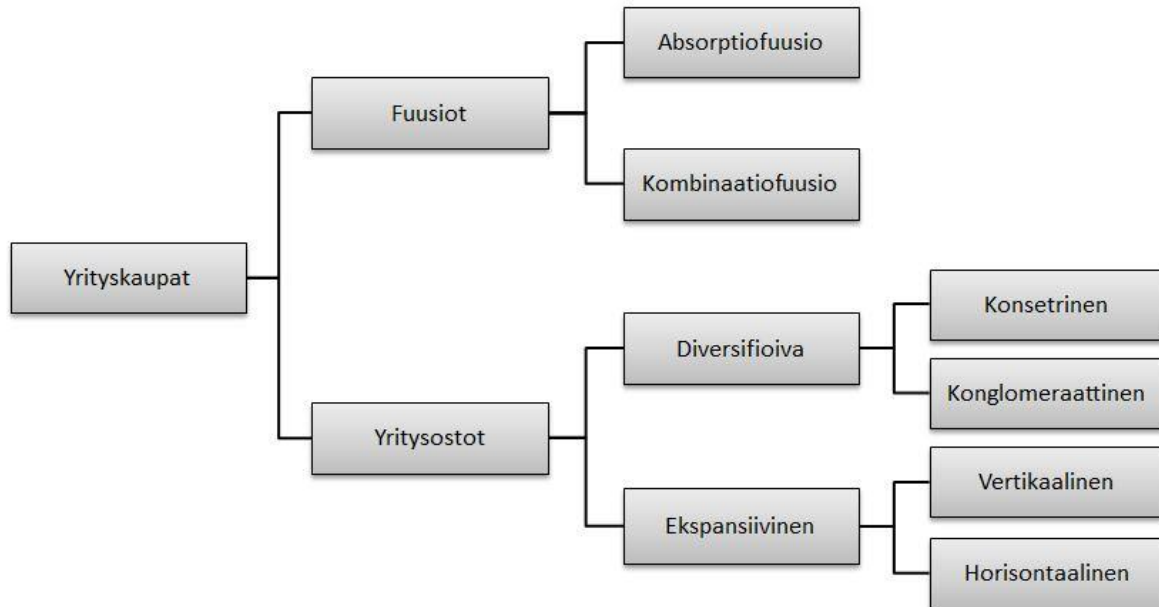 Absorptiofuusio
Fuusiot
Kombinaatiofuusio
Yrityskaupat
Konsetrinen
Diversifioiva
Konglomeraattinen
Yritysostot
Vertikaalinen
Ekspansiivinen
Horisontaalinen